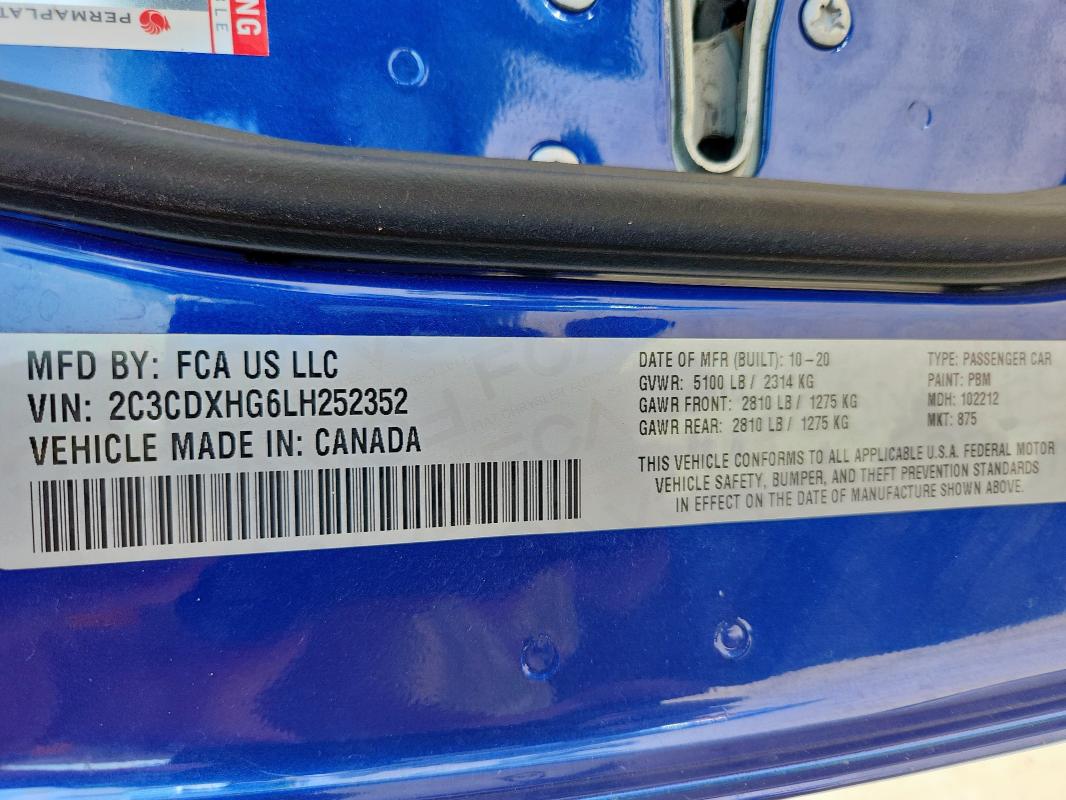 NG
BLE
PERMAPLAT
MFD BY: FCA US LLC
VIN: 2C3CDXHG6LH252352
VEHICLE MADE IN: CANADA
DATE OF MFR (BUILT): 10-20
GVWR: 5100 LB / 2314 KG
GAWR FRONT: 2810 LB / 1275 KG
GAWR REAR: 2810 LB / 1275 KG
TYPE: PASSENGER CAR
PAINT: PBM
MDH: 102212
MKT: 875
THIS VEHICLE CONFORMS TO ALL APPLICABLE U.S.A. FEDERAL MOTOR
VEHICLE SAFETY, BUMPER, AND THEFT PREVENTION STANDARDS
IN EFFECT ON THE DATE OF MANUFACTURE SHOWN ABOVE.